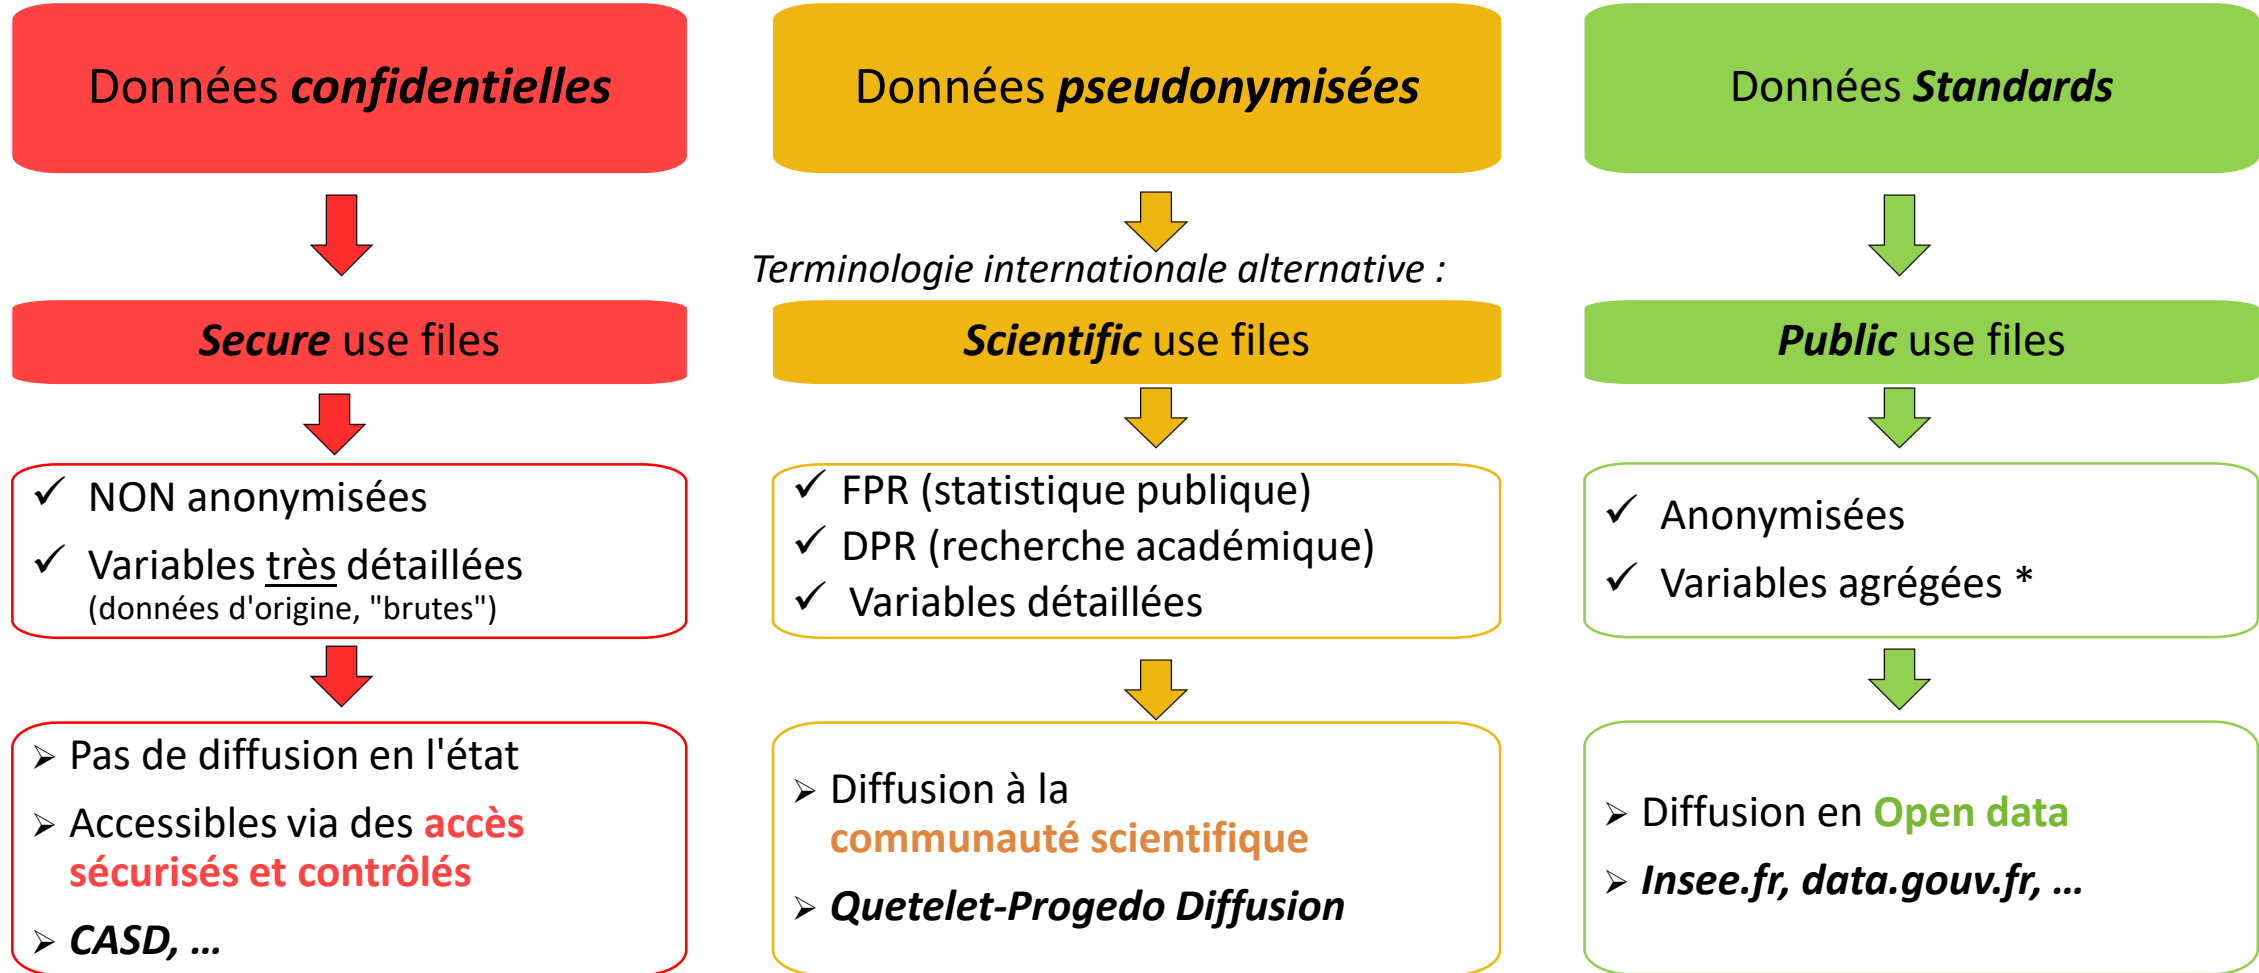 Données confidentielles
Données pseudonymisées
Données Standards
Terminologie internationale alternative :
Secure use files
Scientific use files
Public use files
✓ NON anonymisées
✓ Variables très détaillées
(données d'origine, "brutes")
✓ FPR (statistique publique)
✓ DPR (recherche académique)
✓ Variables détaillées
✓ Anonymisées
✓ Variables agrégées *
➢ Pas de diffusion en l'état
➢ Accessibles via des accès
sécurisés et contrôlés
➢ CASD, ...
➢ Diffusion à la
communauté scientifique
➢ Quetelet-Progedo Diffusion
➢ Diffusion en Open data
➢ Insee.fr, data.gouv.fr, ...